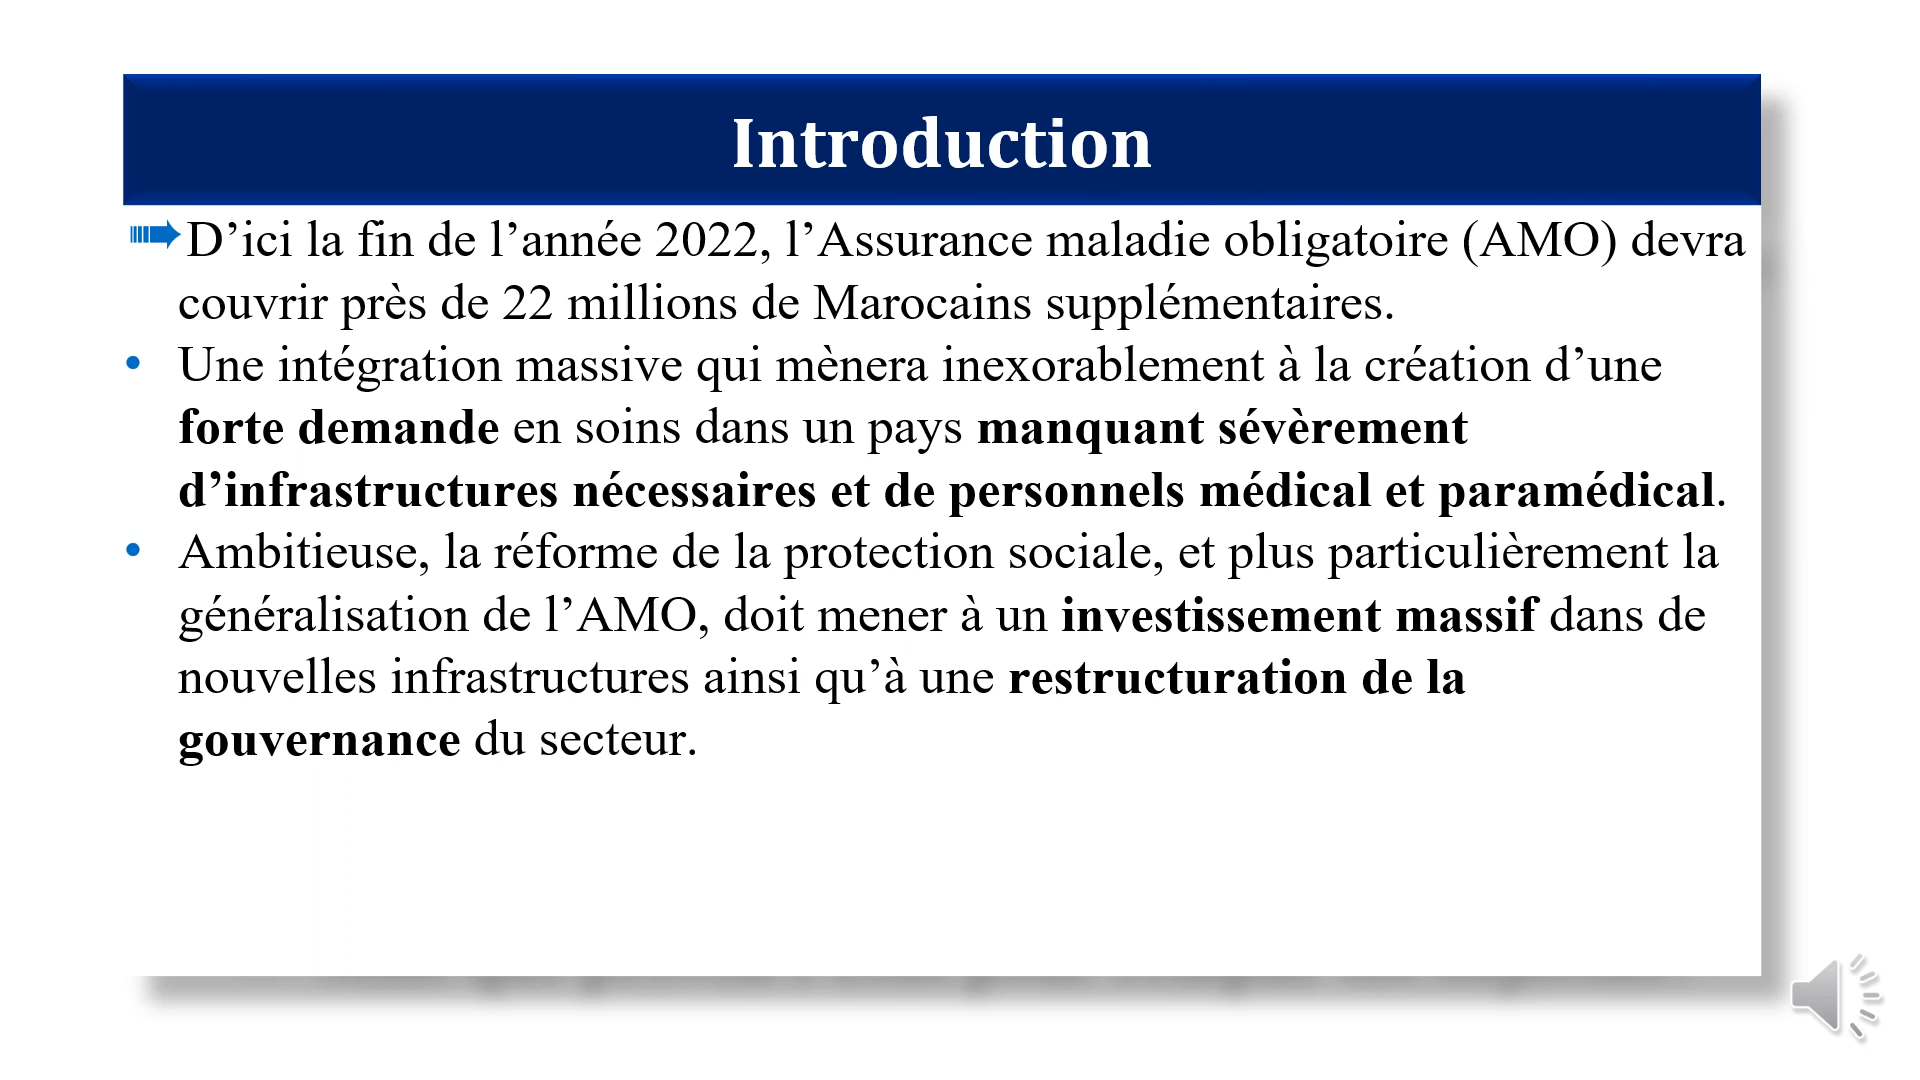 Introduction
D’ici la fin de l’année 2022, l’Assurance maladie obligatoire (AMO) devra
couvrir près de 22 millions de Marocains supplémentaires.
• Une intégration massive qui mènera inexorablement à la création d’une
forte demande en soins dans un pays manquant sévèrement
d’infrastructures nécessaires et de personnels médical et paramédical.
• Ambitieuse, la réforme de la protection sociale, et plus particulièrement la
généralisation de l’AMO, doit mener à un investissement massif dans de
nouvelles infrastructures ainsi qu’à une restructuration de la
gouvernance du secteur.